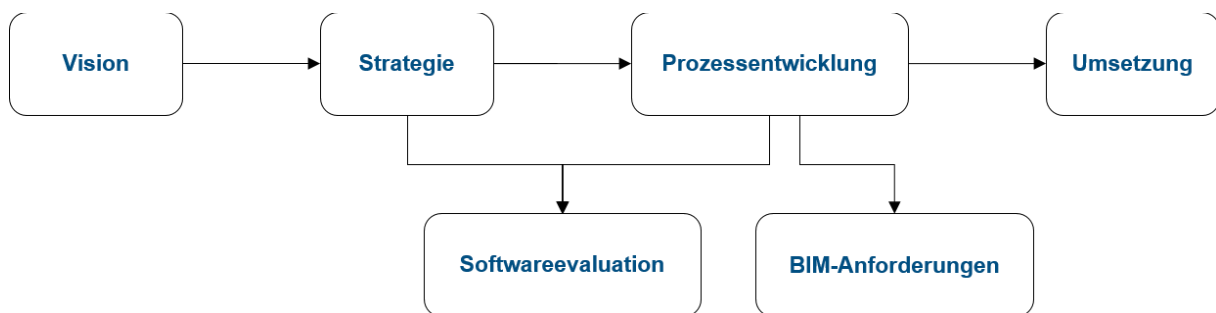 Vision
Strategie
Prozessentwicklung
Umsetzung
Softwareevaluation
BIM-Anforderungen